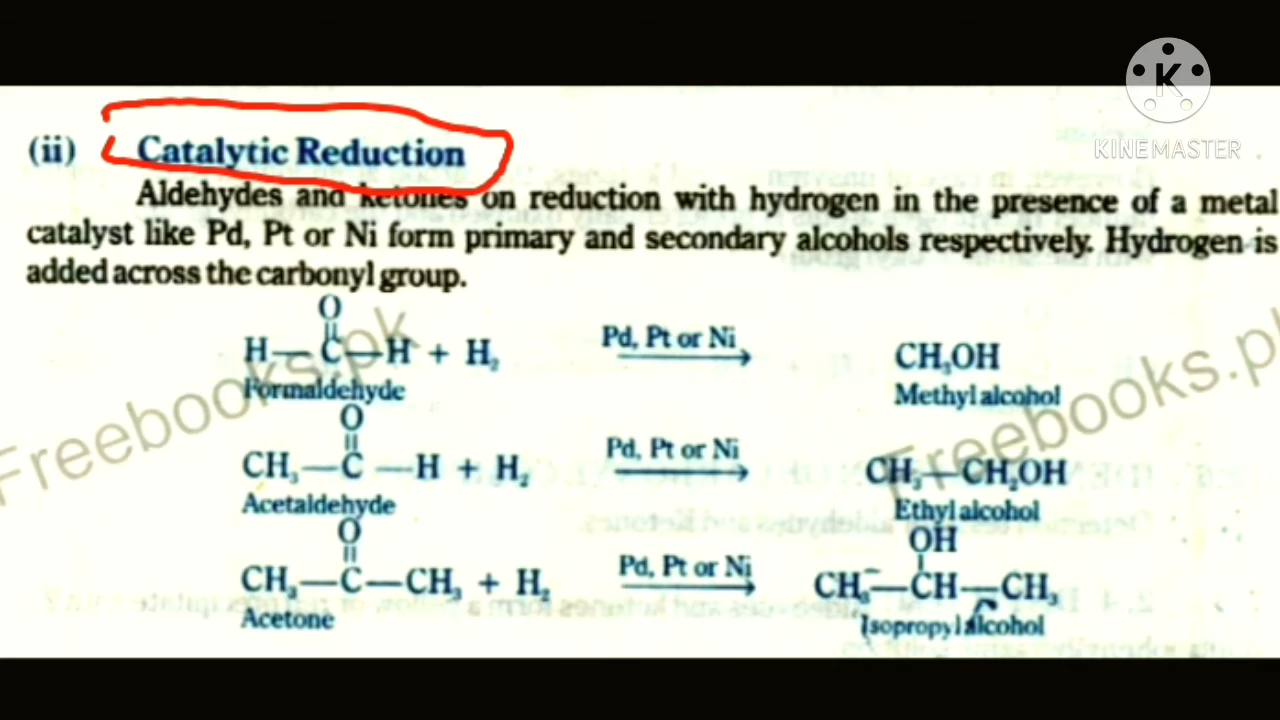 KINEMASTER
(ii) Catalytic Reduction
Aldehydes and ketones on reduction with hydrogen in the presence of a metal
catalyst like Pd, Pt or Ni form primary and secondary alcohols respectively. Hydrogen is
added across the carbonyl group.
O
||
H—C—H + H₂ Pd, Pt or Ni → CH₃OH
Formaldehyde Methyl alcohol
O
||
CH₃—C—H + H₂ Pd, Pt or Ni → CH₃—CH₂OH
Acetaldehyde Ethyl alcohol
O OH
|| |
CH₃—C—CH₃ + H₂ Pd, Pt or Ni → CH₃—CH—CH₃
Acetone Isopropyl alcohol
Freebooks.pk
Freebooks.pk